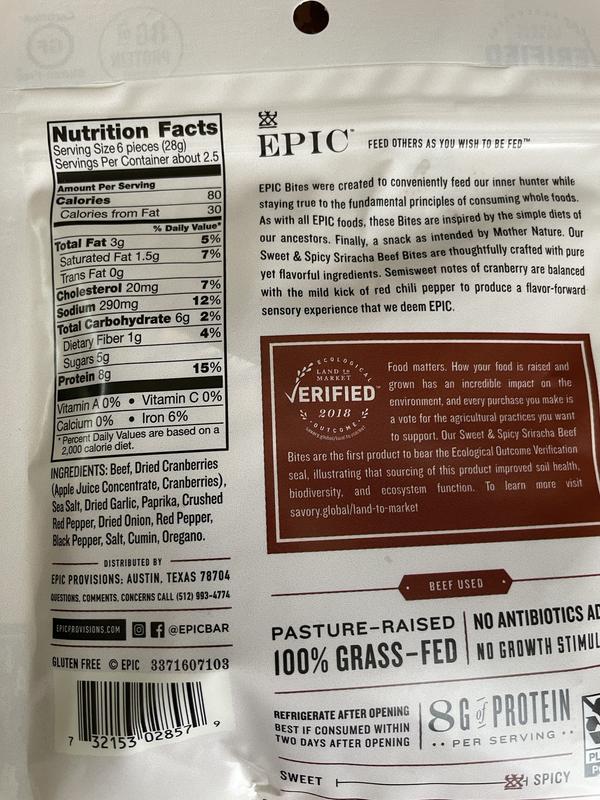 Nutrition Facts
Serving Size 6 pieces (28g)
Servings Per Container about 2.5
Amount Per Serving
Calories 80
Calories from Fat 30
% Daily Value*
Total Fat 3g 5%
Saturated Fat 1.5g 7%
Trans Fat 0g
Cholesterol 20mg 7%
Sodium 290mg 12%
Total Carbohydrate 6g 2%
Dietary Fiber 1g 4%
Sugars 5g
Protein 8g 15%
Vitamin A 0% • Vitamin C 0%
Calcium 0% • Iron 6%
* Percent Daily Values are based on a
2,000 calorie diet.
INGREDIENTS: Beef, Dried Cranberries
(Apple Juice Concentrate, Cranberries),
Sea Salt, Dried Garlic, Paprika, Crushed
Red Pepper, Dried Onion, Red Pepper,
Black Pepper, Salt, Cumin, Oregano.
DISTRIBUTED BY
EPIC PROVISIONS: AUSTIN, TEXAS 78704
QUESTIONS, COMMENTS, CONCERNS CALL (512) 993-4774
EPICPROVISIONS.COM @EPICBAR
GLUTEN FREE © EPIC 3371607103
7 32153 02857 9
EPIC™ FEED OTHERS AS YOU WISH TO BE FED™
EPIC Bites were created to conveniently feed our inner hunter while
staying true to the fundamental principles of consuming whole foods.
As with all EPIC foods, these Bites are inspired by the simple diets of
our ancestors. Finally, a snack as intended by Mother Nature. Our
Sweet & Spicy Sriracha Beef Bites are thoughtfully crafted with pure
yet flavorful ingredients. Semisweet notes of cranberry are balanced
with the mild kick of red chili pepper to produce a flavor-forward
sensory experience that we deem EPIC.
ECOLOGICAL
LAND to
MARKET
VERIFIED™
2018
OUTCOME
savory.global/land-to-market
Food matters. How your food is raised and
grown has an incredible impact on the
environment, and every purchase you make is
a vote for the agricultural practices you want
to support. Our Sweet & Spicy Sriracha Beef
Bites are the first product to bear the Ecological Outcome Verification
seal, illustrating that sourcing of this product improved soil health,
biodiversity, and ecosystem function. To learn more visit
savory.global/land-to-market
BEEF USED
PASTURE-RAISED
100% GRASS-FED
NO ANTIBIOTICS AD
NO GROWTH STIMUL
REFRIGERATE AFTER OPENING
BEST IF CONSUMED WITHIN
TWO DAYS AFTER OPENING
8G of PROTEIN
•• PER SERVING ••
SWEET SPICY